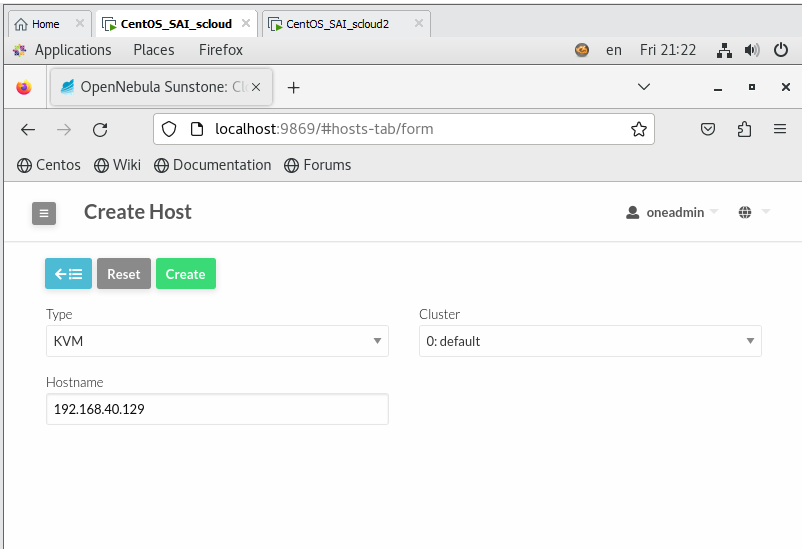 Home CentOS_SAI_scloud CentOS_SAI_scloud2
Applications Places Firefox en Fri 21:22
OpenNebula Sunstone: Cl
localhost:9869/#hosts-tab/form
Centos Wiki Documentation Forums
Create Host oneadmin
Reset Create
Type Cluster
KVM 0: default
Hostname
192.168.40.129